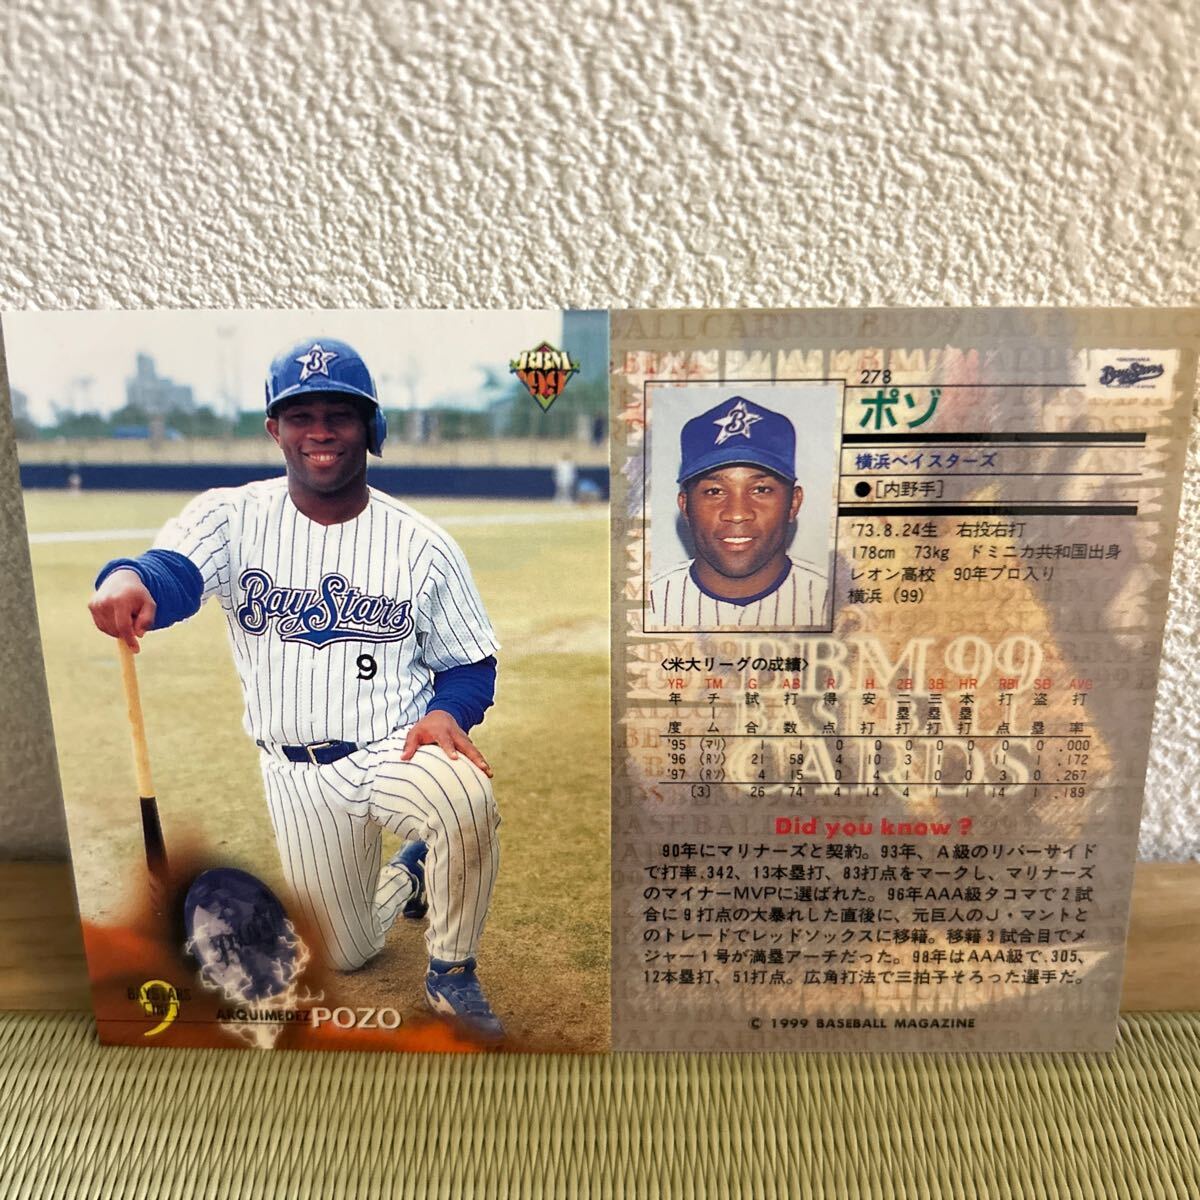 BBM
99
BayStars
9
BAYSTARS
9
ARQUIMEDEZ POZO
BALLCARDSBBM99 BASEBALLCA
278
ポゾ
BayStars
横浜ベイスターズ
●[内野手]
'73.8.24生 右投右打
178cm 73kg ドミニカ共和国出身
レオン高校 90年プロ入り
横浜(99)
BBM 99
BASEBALL
CARDS
〈米大リーグの成績〉
YR TM G AB R H 2B 3B HR RBI SB AVG
年度 チーム 試合 打数 得点 安打 二塁打 三塁打 本塁打 打点 盗塁 打率
'95 (マリ) 1 1 0 0 0 0 0 0 0 .000
'96 (Rソ) 21 58 4 10 3 1 1 11 1 .172
'97 (Rソ) 4 15 0 4 1 0 0 3 0 .267
[3] 26 74 4 14 4 1 1 14 1 .189
Did you know?
90年にマリナーズと契約。93年、A級のリバーサイド
で打率.342、13本塁打、83打点をマークし、マリナーズ
のマイナーMVPに選ばれた。96年AAA級タコマで2試
合に9打点の大暴れした直後に、元巨人のJ・マントと
のトレードでレッドソックスに移籍。移籍3試合目でメ
ジャー1号が満塁アーチだった。98年はAAA級で.305、
12本塁打、51打点。広角打法で三拍子そろった選手だ。
© 1999 BASEBALL MAGAZINE